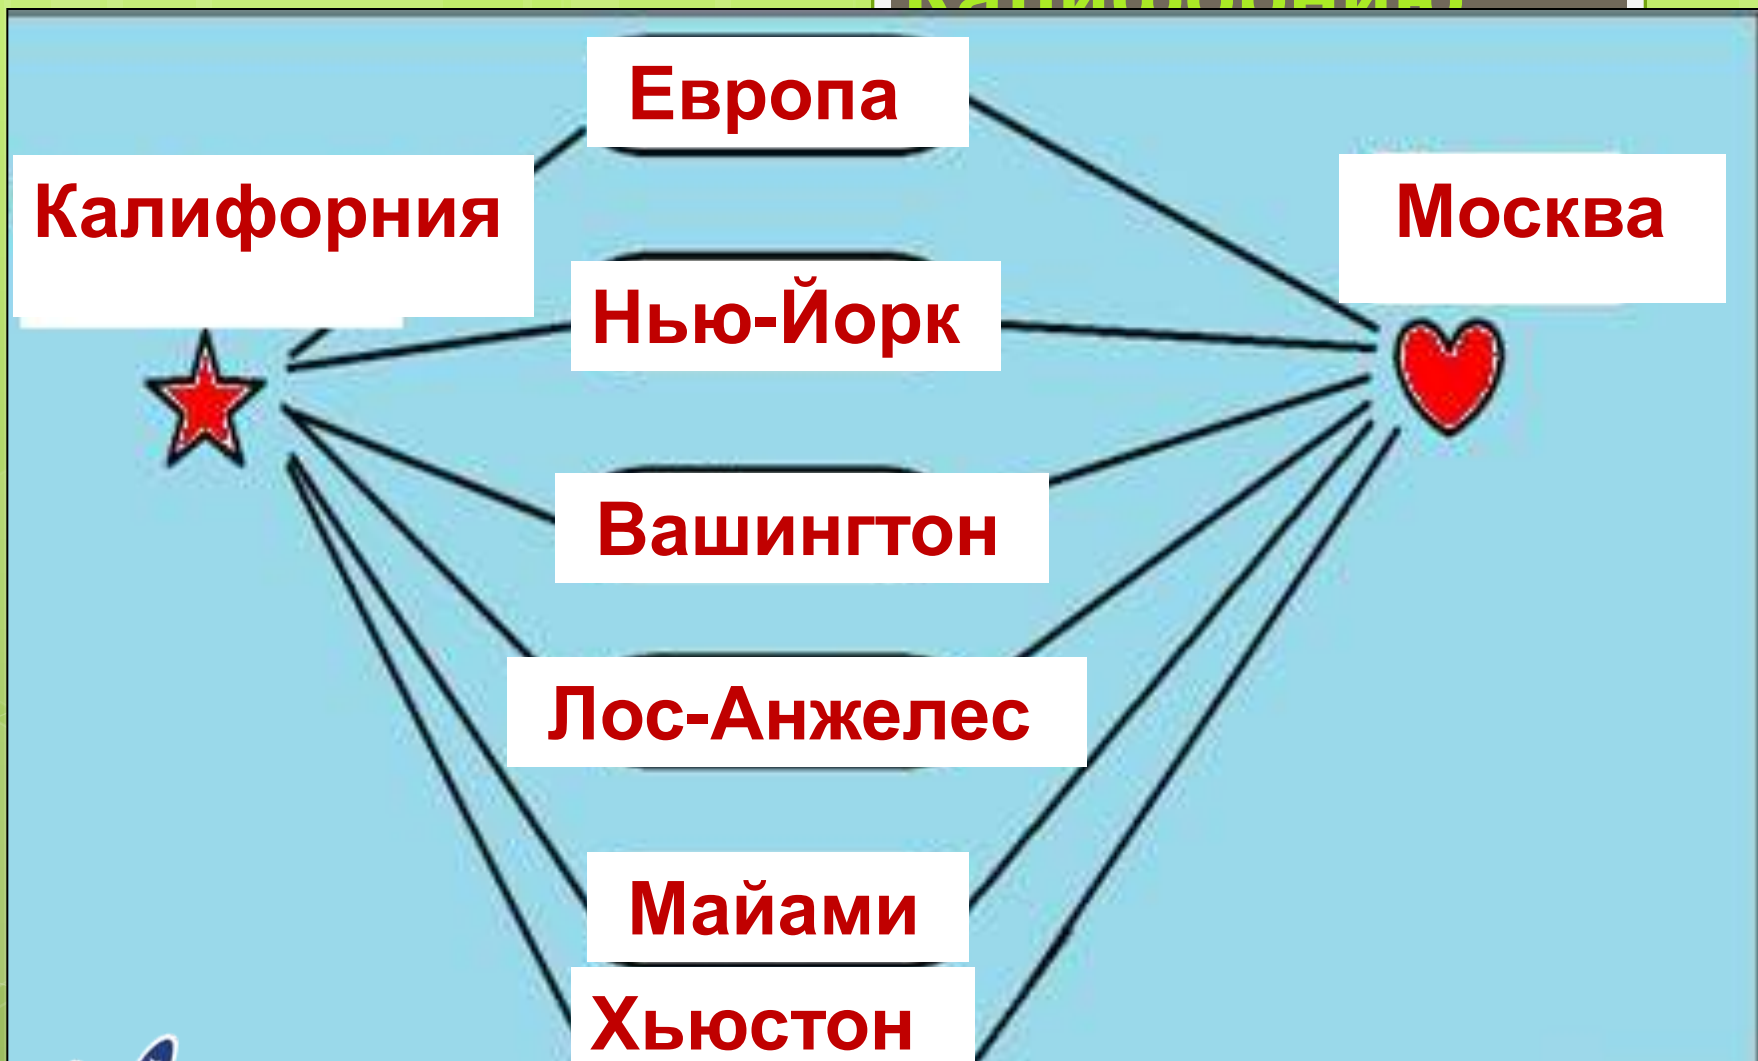 Европа
Калифорния
Москва
Нью-Йорк
Вашингтон
Лос-Анжелес
Майами
Хьюстон